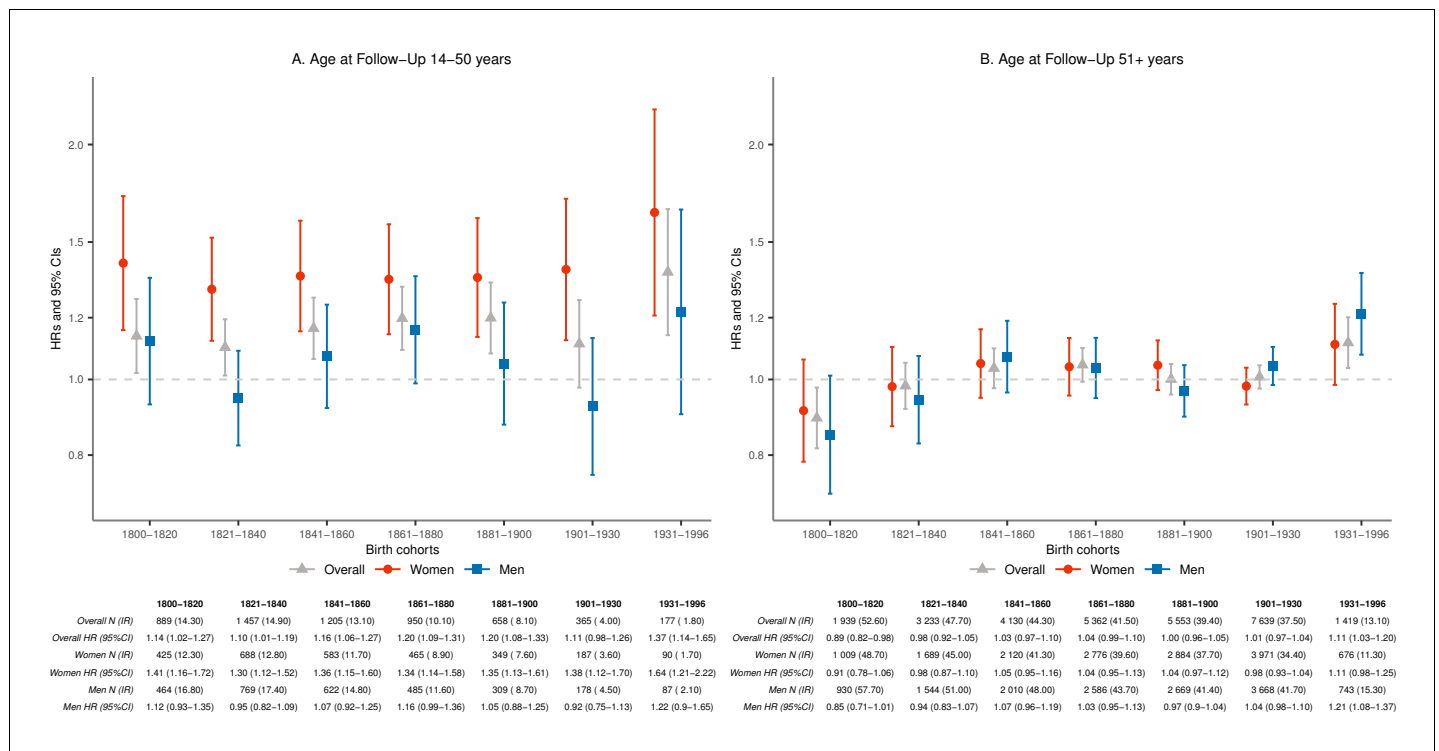 A. Age at Follow−Up 14−50 years
HRs and 95% CIs
2.0
1.5
1.2
1.0
0.8
1800−1820 1821−1840 1841−1860 1861−1880 1881−1900 1901−1930 1931−1996
Birth cohorts
Overall Women Men
1800−1820 1821−1840 1841−1860 1861−1880 1881−1900 1901−1930 1931−1996
Overall N (IR) 889 (14.30) 1 457 (14.90) 1 205 (13.10) 950 (10.10) 658 ( 8.10) 365 ( 4.00) 177 ( 1.80)
Overall HR (95%CI) 1.14 (1.02−1.27) 1.10 (1.01−1.19) 1.16 (1.06−1.27) 1.20 (1.09−1.31) 1.20 (1.08−1.33) 1.11 (0.98−1.26) 1.37 (1.14−1.65)
Women N (IR) 425 (12.30) 688 (12.80) 583 (11.70) 465 ( 8.90) 349 ( 7.60) 187 ( 3.60) 90 ( 1.70)
Women HR (95%CI) 1.41 (1.16−1.72) 1.30 (1.12−1.52) 1.36 (1.15−1.60) 1.34 (1.14−1.58) 1.35 (1.13−1.61) 1.38 (1.12−1.70) 1.64 (1.21−2.22)
Men N (IR) 464 (16.80) 769 (17.40) 622 (14.80) 485 (11.60) 309 ( 8.70) 178 ( 4.50) 87 ( 2.10)
Men HR (95%CI) 1.12 (0.93−1.35) 0.95 (0.82−1.09) 1.07 (0.92−1.25) 1.16 (0.99−1.36) 1.05 (0.88−1.25) 0.92 (0.75−1.13) 1.22 (0.9−1.65)
B. Age at Follow−Up 51+ years
HRs and 95% CIs
2.0
1.5
1.2
1.0
0.8
1800−1820 1821−1840 1841−1860 1861−1880 1881−1900 1901−1930 1931−1996
Birth cohorts
Overall Women Men
1800−1820 1821−1840 1841−1860 1861−1880 1881−1900 1901−1930 1931−1996
Overall N (IR) 1 939 (52.60) 3 233 (47.70) 4 130 (44.30) 5 362 (41.50) 5 553 (39.40) 7 639 (37.50) 1 419 (13.10)
Overall HR (95%CI) 0.89 (0.82−0.98) 0.98 (0.92−1.05) 1.03 (0.97−1.10) 1.04 (0.99−1.10) 1.00 (0.96−1.05) 1.01 (0.97−1.04) 1.11 (1.03−1.20)
Women N (IR) 1 009 (48.70) 1 689 (45.00) 2 120 (41.30) 2 776 (39.60) 2 884 (37.70) 3 971 (34.40) 676 (11.30)
Women HR (95%CI) 0.91 (0.78−1.06) 0.98 (0.87−1.10) 1.05 (0.95−1.16) 1.04 (0.95−1.13) 1.04 (0.97−1.12) 0.98 (0.93−1.04) 1.11 (0.98−1.25)
Men N (IR) 930 (57.70) 1 544 (51.00) 2 010 (48.00) 2 586 (43.70) 2 669 (41.40) 3 668 (41.70) 743 (15.30)
Men HR (95%CI) 0.85 (0.71−1.01) 0.94 (0.83−1.07) 1.07 (0.96−1.19) 1.03 (0.95−1.13) 0.97 (0.9−1.04) 1.04 (0.98−1.10) 1.21 (1.08−1.37)